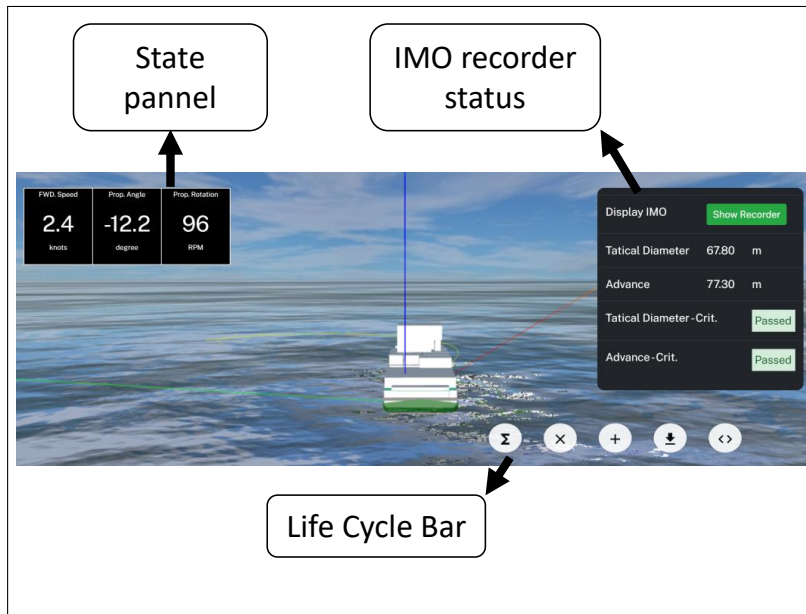 State
pannel
IMO recorder
status
FWD. Speed
2.4
knots
Prop. Angle
-12.2
degree
Prop. Rotation
96
RPM
Display IMO Show Recorder
Tatical Diameter 67.80 m
Advance 77.30 m
Tatical Diameter-Crit. Passed
Advance-Crit. Passed
Σ × + <>
Life Cycle Bar